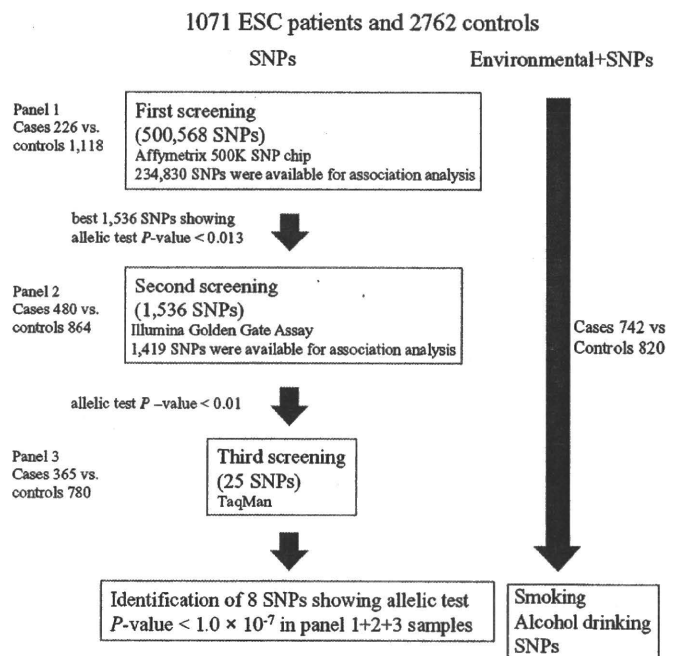 1071 ESC patients and 2762 controls
SNPs
Environmental+SNPs
Panel 1
Cases 226 vs.
controls 1,118
First screening
(500,568 SNPs)
Affymetrix 500K SNP chip
234,830 SNPs were available for association analysis
best 1,536 SNPs showing
allelic test P-value < 0.013
Panel 2
Cases 480 vs.
controls 864
Second screening
(1,536 SNPs)
Illumina Golden Gate Assay
1,419 SNPs were available for association analysis
Cases 742 vs
Controls 820
allelic test P –value < 0.01
Panel 3
Cases 365 vs.
controls 780
Third screening
(25 SNPs)
TaqMan
Identification of 8 SNPs showing allelic test
P-value < 1.0 × 10⁻⁷ in panel 1+2+3 samples
Smoking
Alcohol drinking
SNPs